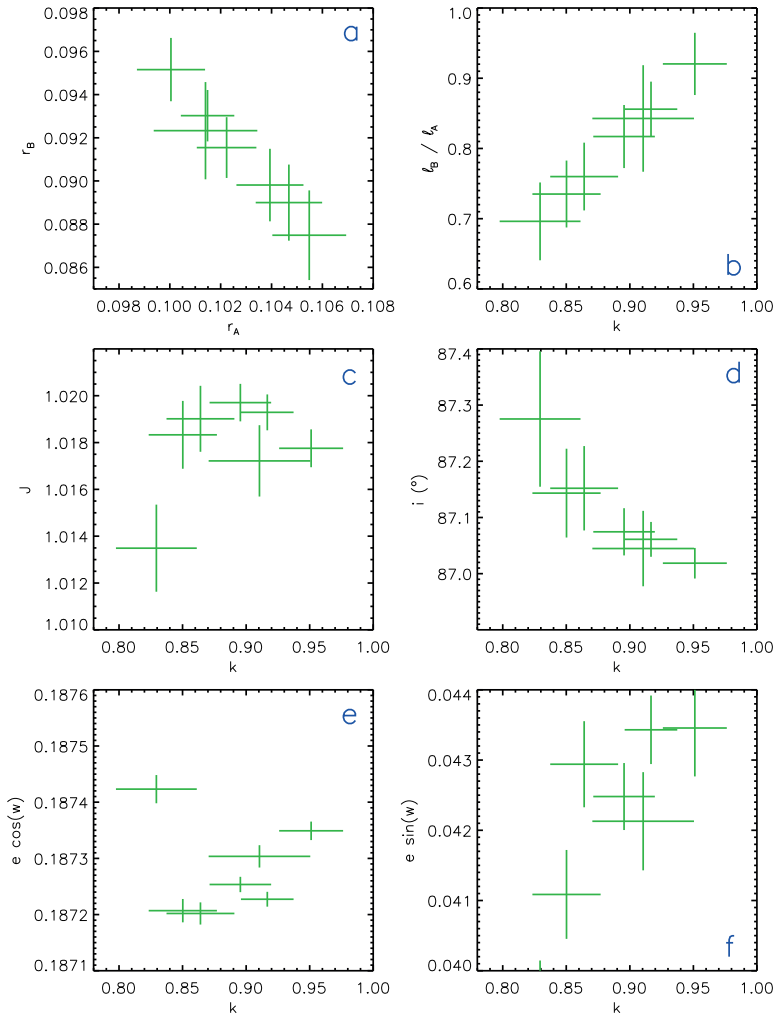 a
0.098
0.096
0.094
0.092
0.090
0.088
0.086
r_B
0.098 0.100 0.102 0.104 0.106 0.108
r_A
b
1.0
0.9
0.8
0.7
0.6
ℓ_B / ℓ_A
0.80 0.85 0.90 0.95 1.00
k
c
1.020
1.018
1.016
1.014
1.012
1.010
J
0.80 0.85 0.90 0.95 1.00
k
d
87.4
87.3
87.2
87.1
87.0
i (°)
0.80 0.85 0.90 0.95 1.00
k
e
0.1876
0.1875
0.1874
0.1873
0.1872
0.1871
e cos(w)
0.80 0.85 0.90 0.95 1.00
k
f
0.044
0.043
0.042
0.041
0.040
e sin(w)
0.80 0.85 0.90 0.95 1.00
k